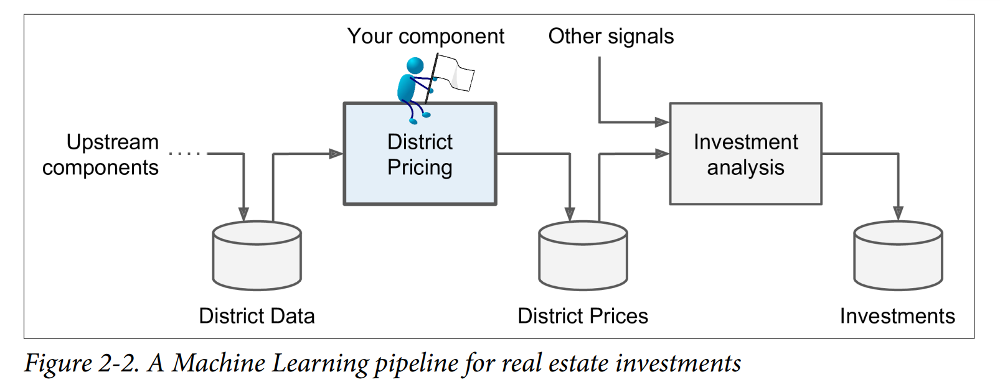 Your component
Other signals
Upstream
components
District
Pricing
Investment
analysis
District Data
District Prices
Investments
Figure 2-2. A Machine Learning pipeline for real estate investments